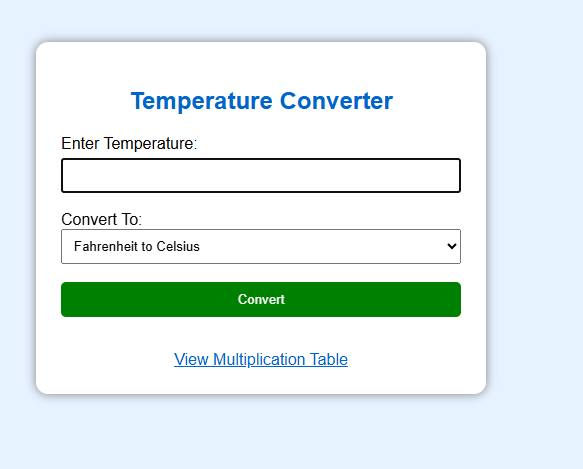 Temperature Converter
Enter Temperature:
Convert To:
Fahrenheit to Celsius
Convert
View Multiplication Table